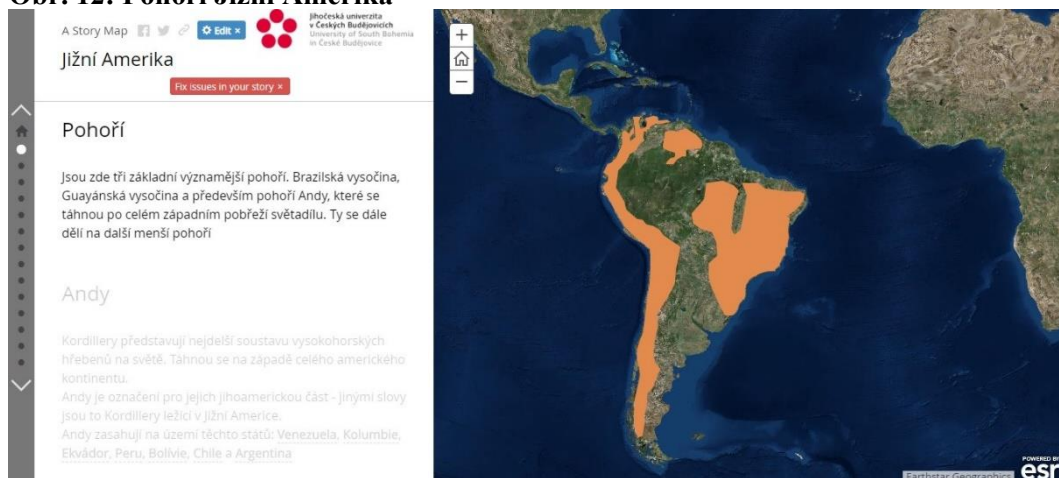 Obr. 12: Pohoří Jižní Amerika
A Story Map
Edit ×
Jihočeská univerzita
v Českých Budějovicích
University of South Bohemia
in České Budějovice
Jižní Amerika
Fix issues in your story ×
Pohoří
Jsou zde tři základní významější pohoří. Brazilská vysočina,
Guayánská vysočina a především pohoří Andy, které se
táhnou po celém západním pobřeží světadílu. Ty se dále
dělí na další menší pohoří
Andy
Kordillery představují nejdelší soustavu vysokohorských
hřebenů na světě. Táhnou se na západě celého amerického
kontinentu.
Andy je označení pro jejich jihoamerickou část - jinými slovy
jsou to Kordillery ležící v Jižní Americe.
Andy zasahují na území těchto států: Venezuela, Kolumbie,
Ekvádor, Peru, Bolívie, Chile a Argentina
+
−
Earthstar Geographics
POWERED BY
esri